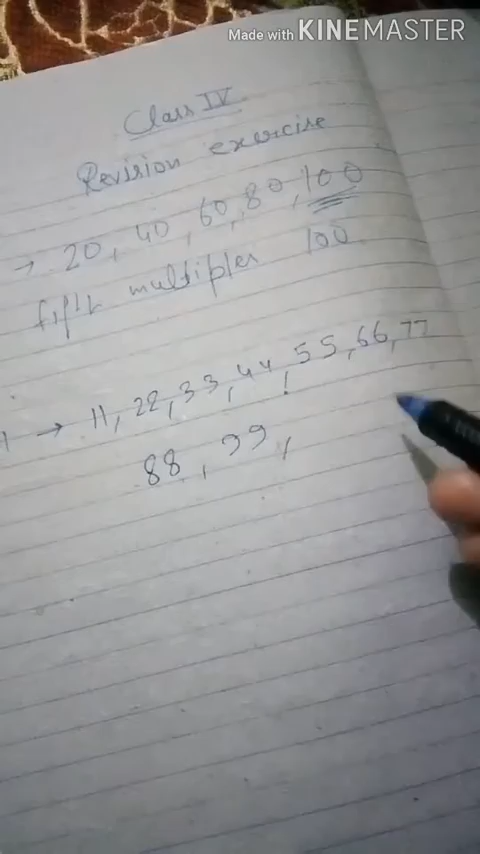 Made with KINEMASTER
Class IV
Revision exercise
→ 20, 40, 60, 80, 100
fifth multiples 100
1 → 11, 22, 33, 44, 55, 66, 77
88, 99,